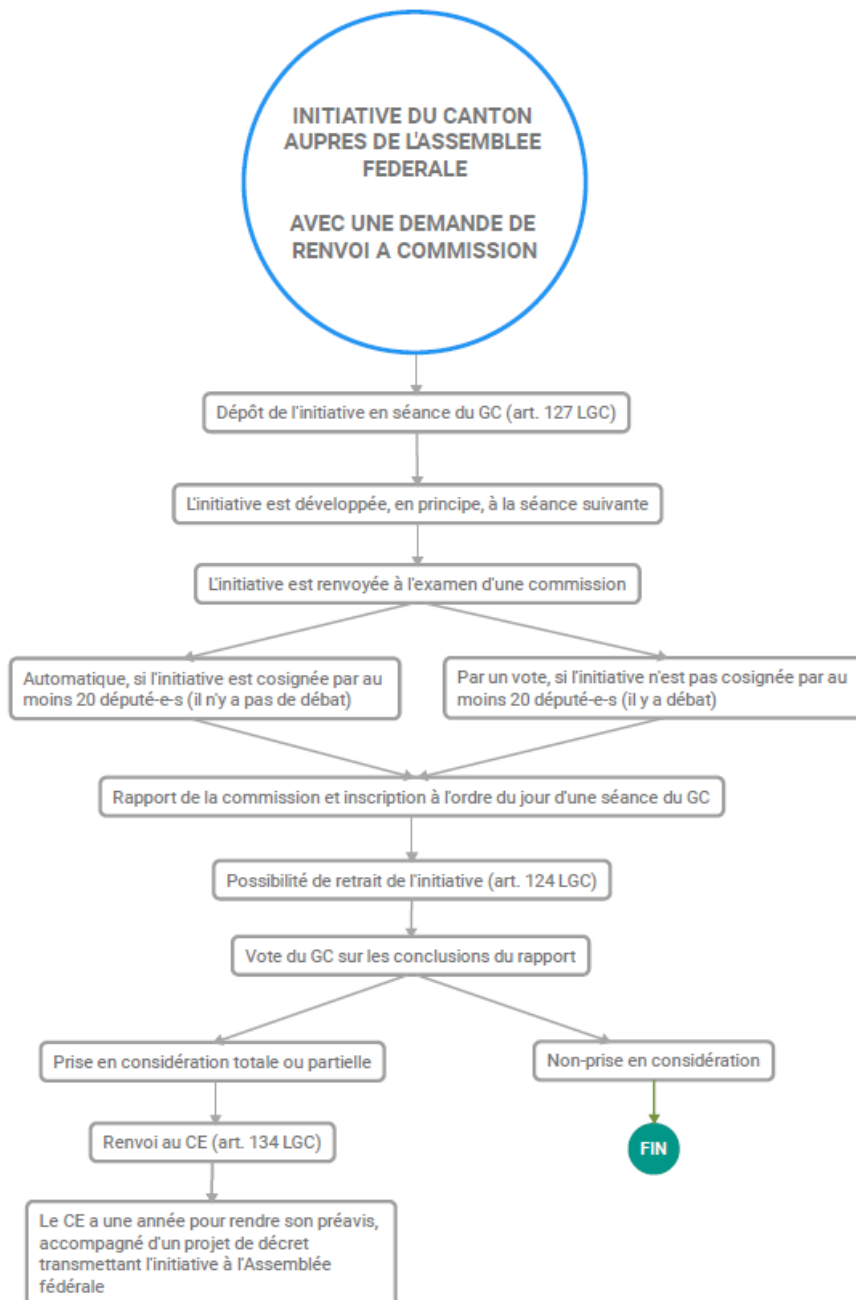 INITIATIVE DU CANTON
AUPRES DE L'ASSEMBLEE
FEDERALE
AVEC UNE DEMANDE DE
RENVOI A COMMISSION
Dépôt de l'initiative en séance du GC (art. 127 LGC)
L'initiative est développée, en principe, à la séance suivante
L'initiative est renvoyée à l'examen d'une commission
Automatique, si l'initiative est cosignée par au
moins 20 député-e-s (il n'y a pas de débat)
Par un vote, si l'initiative n'est pas cosignée par au
moins 20 député-e-s (il y a débat)
Rapport de la commission et inscription à l'ordre du jour d'une séance du GC
Possibilité de retrait de l'initiative (art. 124 LGC)
Vote du GC sur les conclusions du rapport
Prise en considération totale ou partielle
Non-prise en considération
Renvoi au CE (art. 134 LGC)
FIN
Le CE a une année pour rendre son préavis,
accompagné d'un projet de décret
transmettant l'initiative à l'Assemblée
fédérale